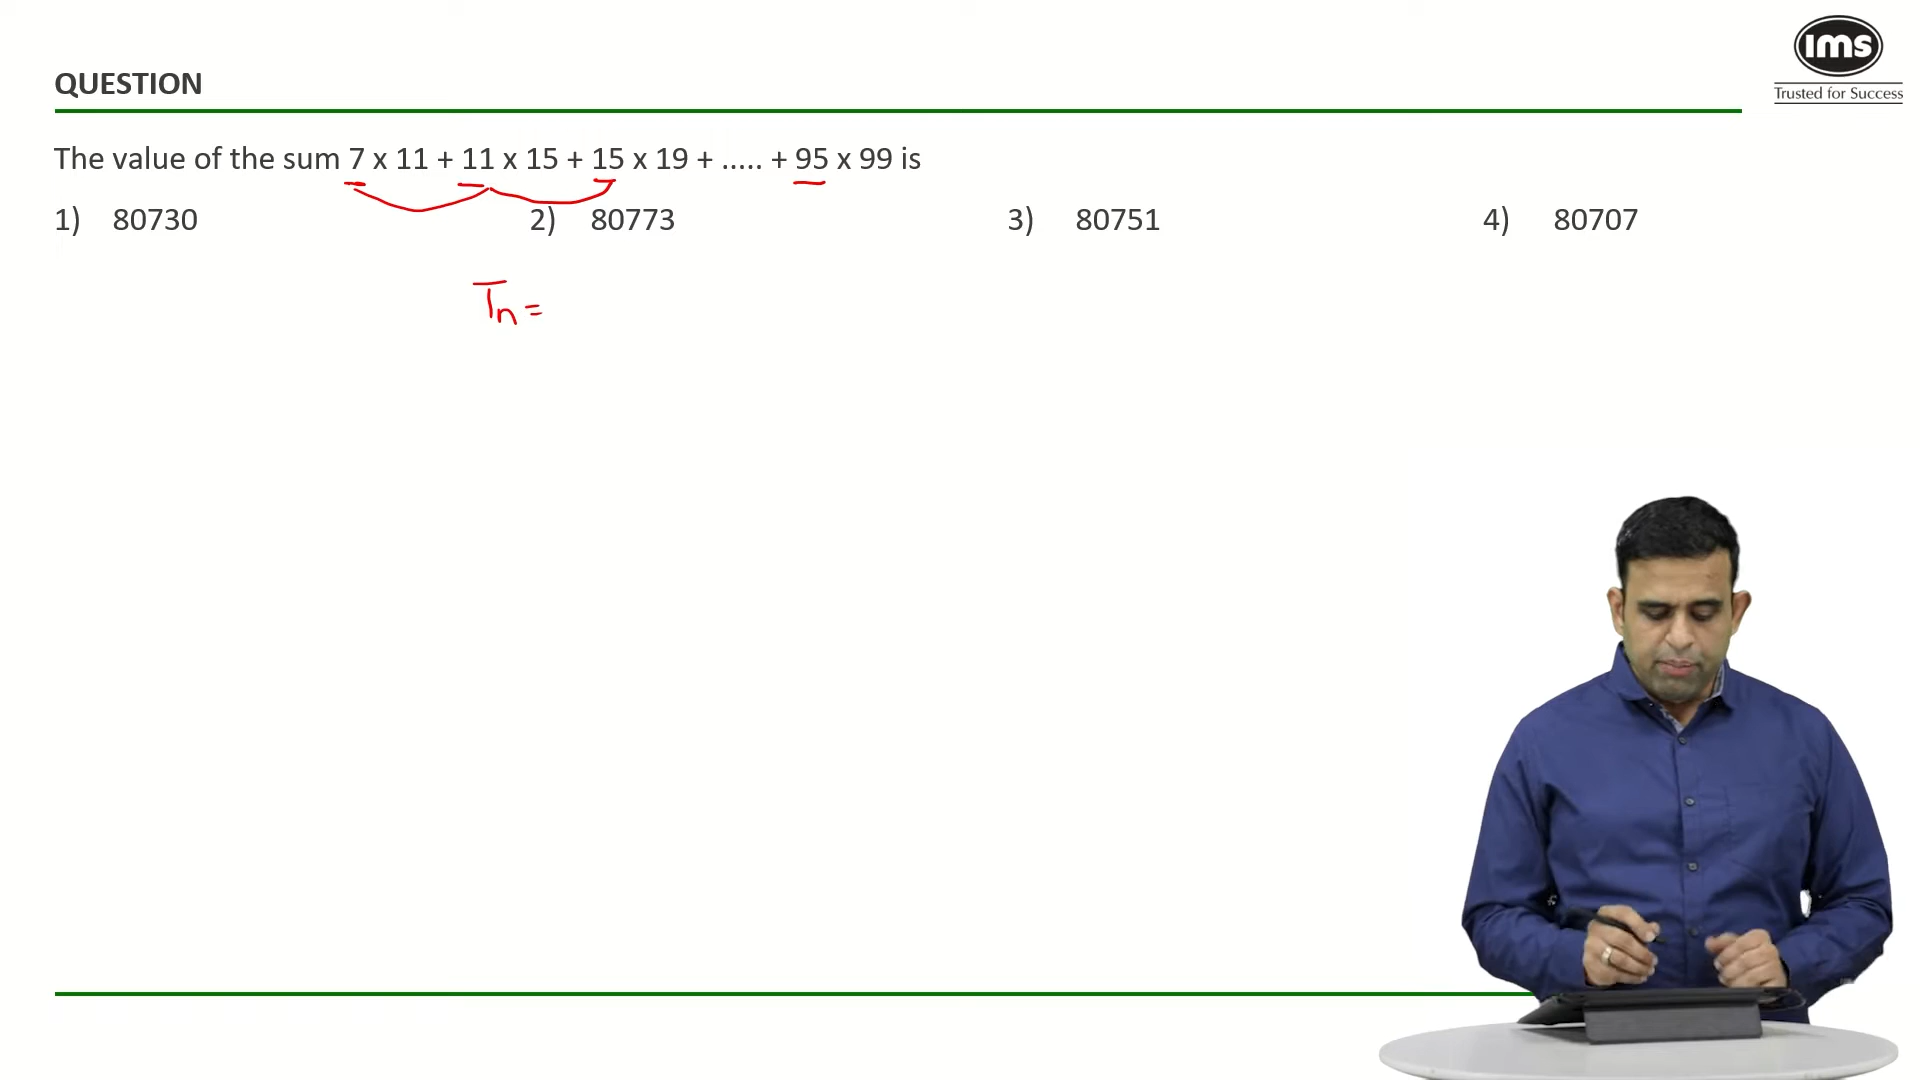 ims
Trusted for Success
QUESTION
The value of the sum 7 x 11 + 11 x 15 + 15 x 19 + ..... + 95 x 99 is
1) 80730 2) 80773 3) 80751 4) 80707
Tn =